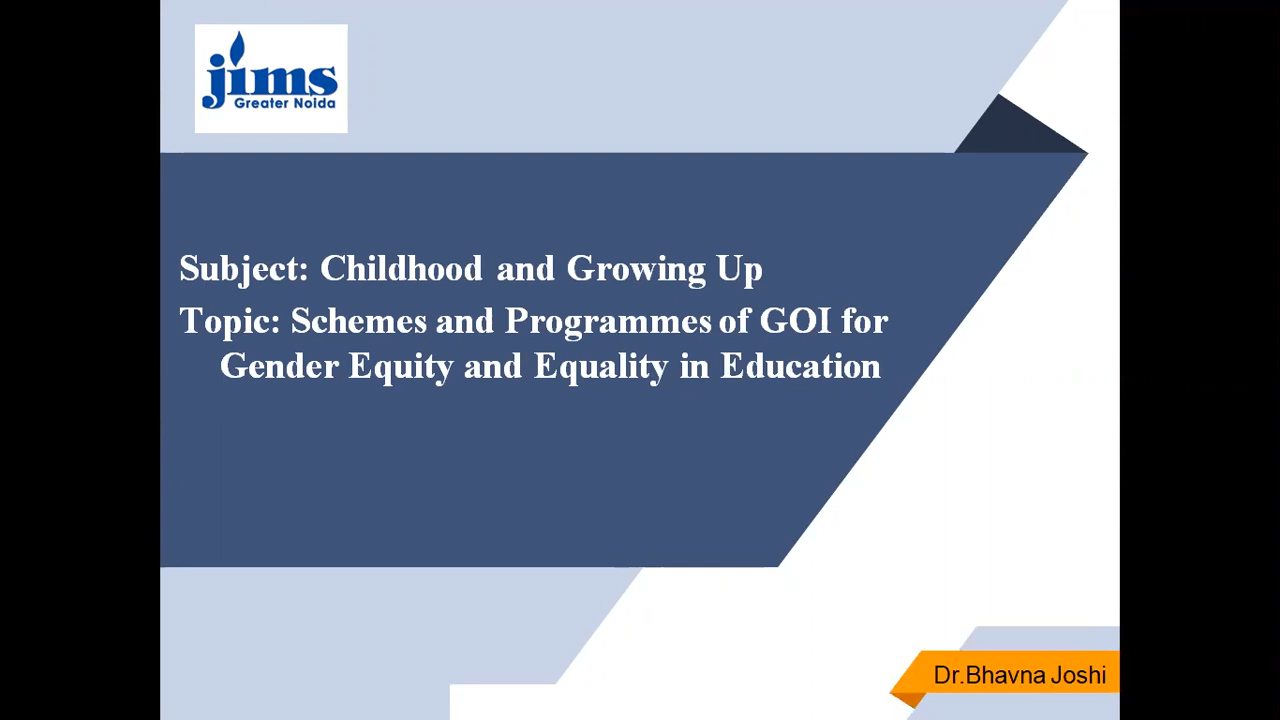 jims
Greater Noida
Subject: Childhood and Growing Up
Topic: Schemes and Programmes of GOI for
Gender Equity and Equality in Education
Dr.Bhavna Joshi